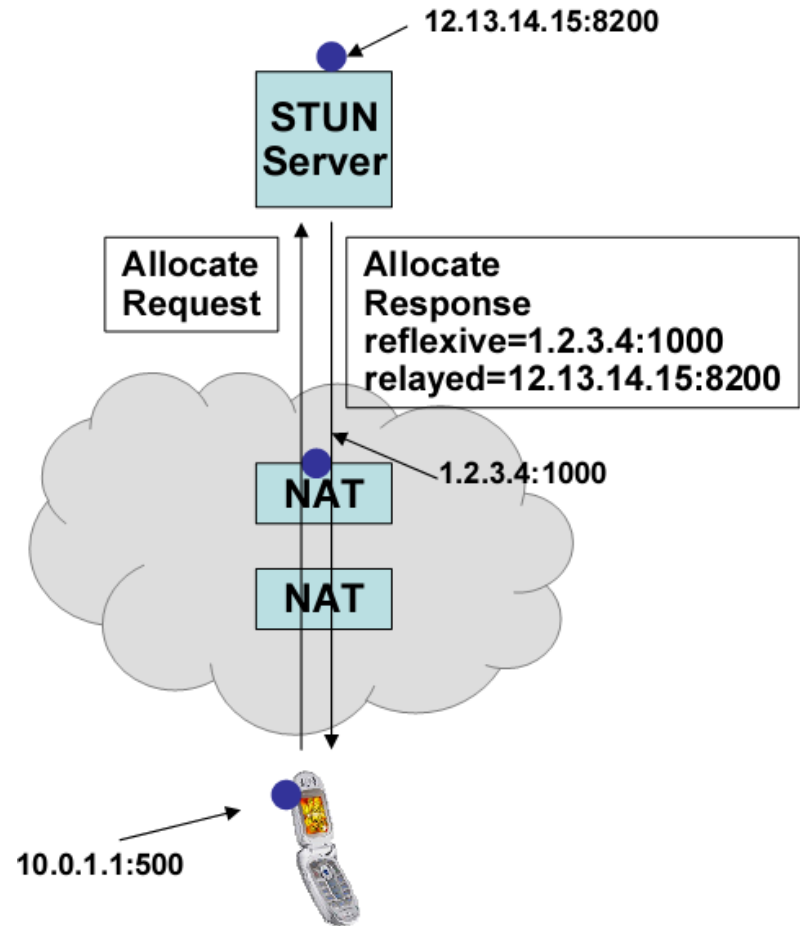 12.13.14.15:8200
STUN
Server
Allocate
Request
Allocate
Response
reflexive=1.2.3.4:1000
relayed=12.13.14.15:8200
1.2.3.4:1000
NAT
NAT
10.0.1.1:500